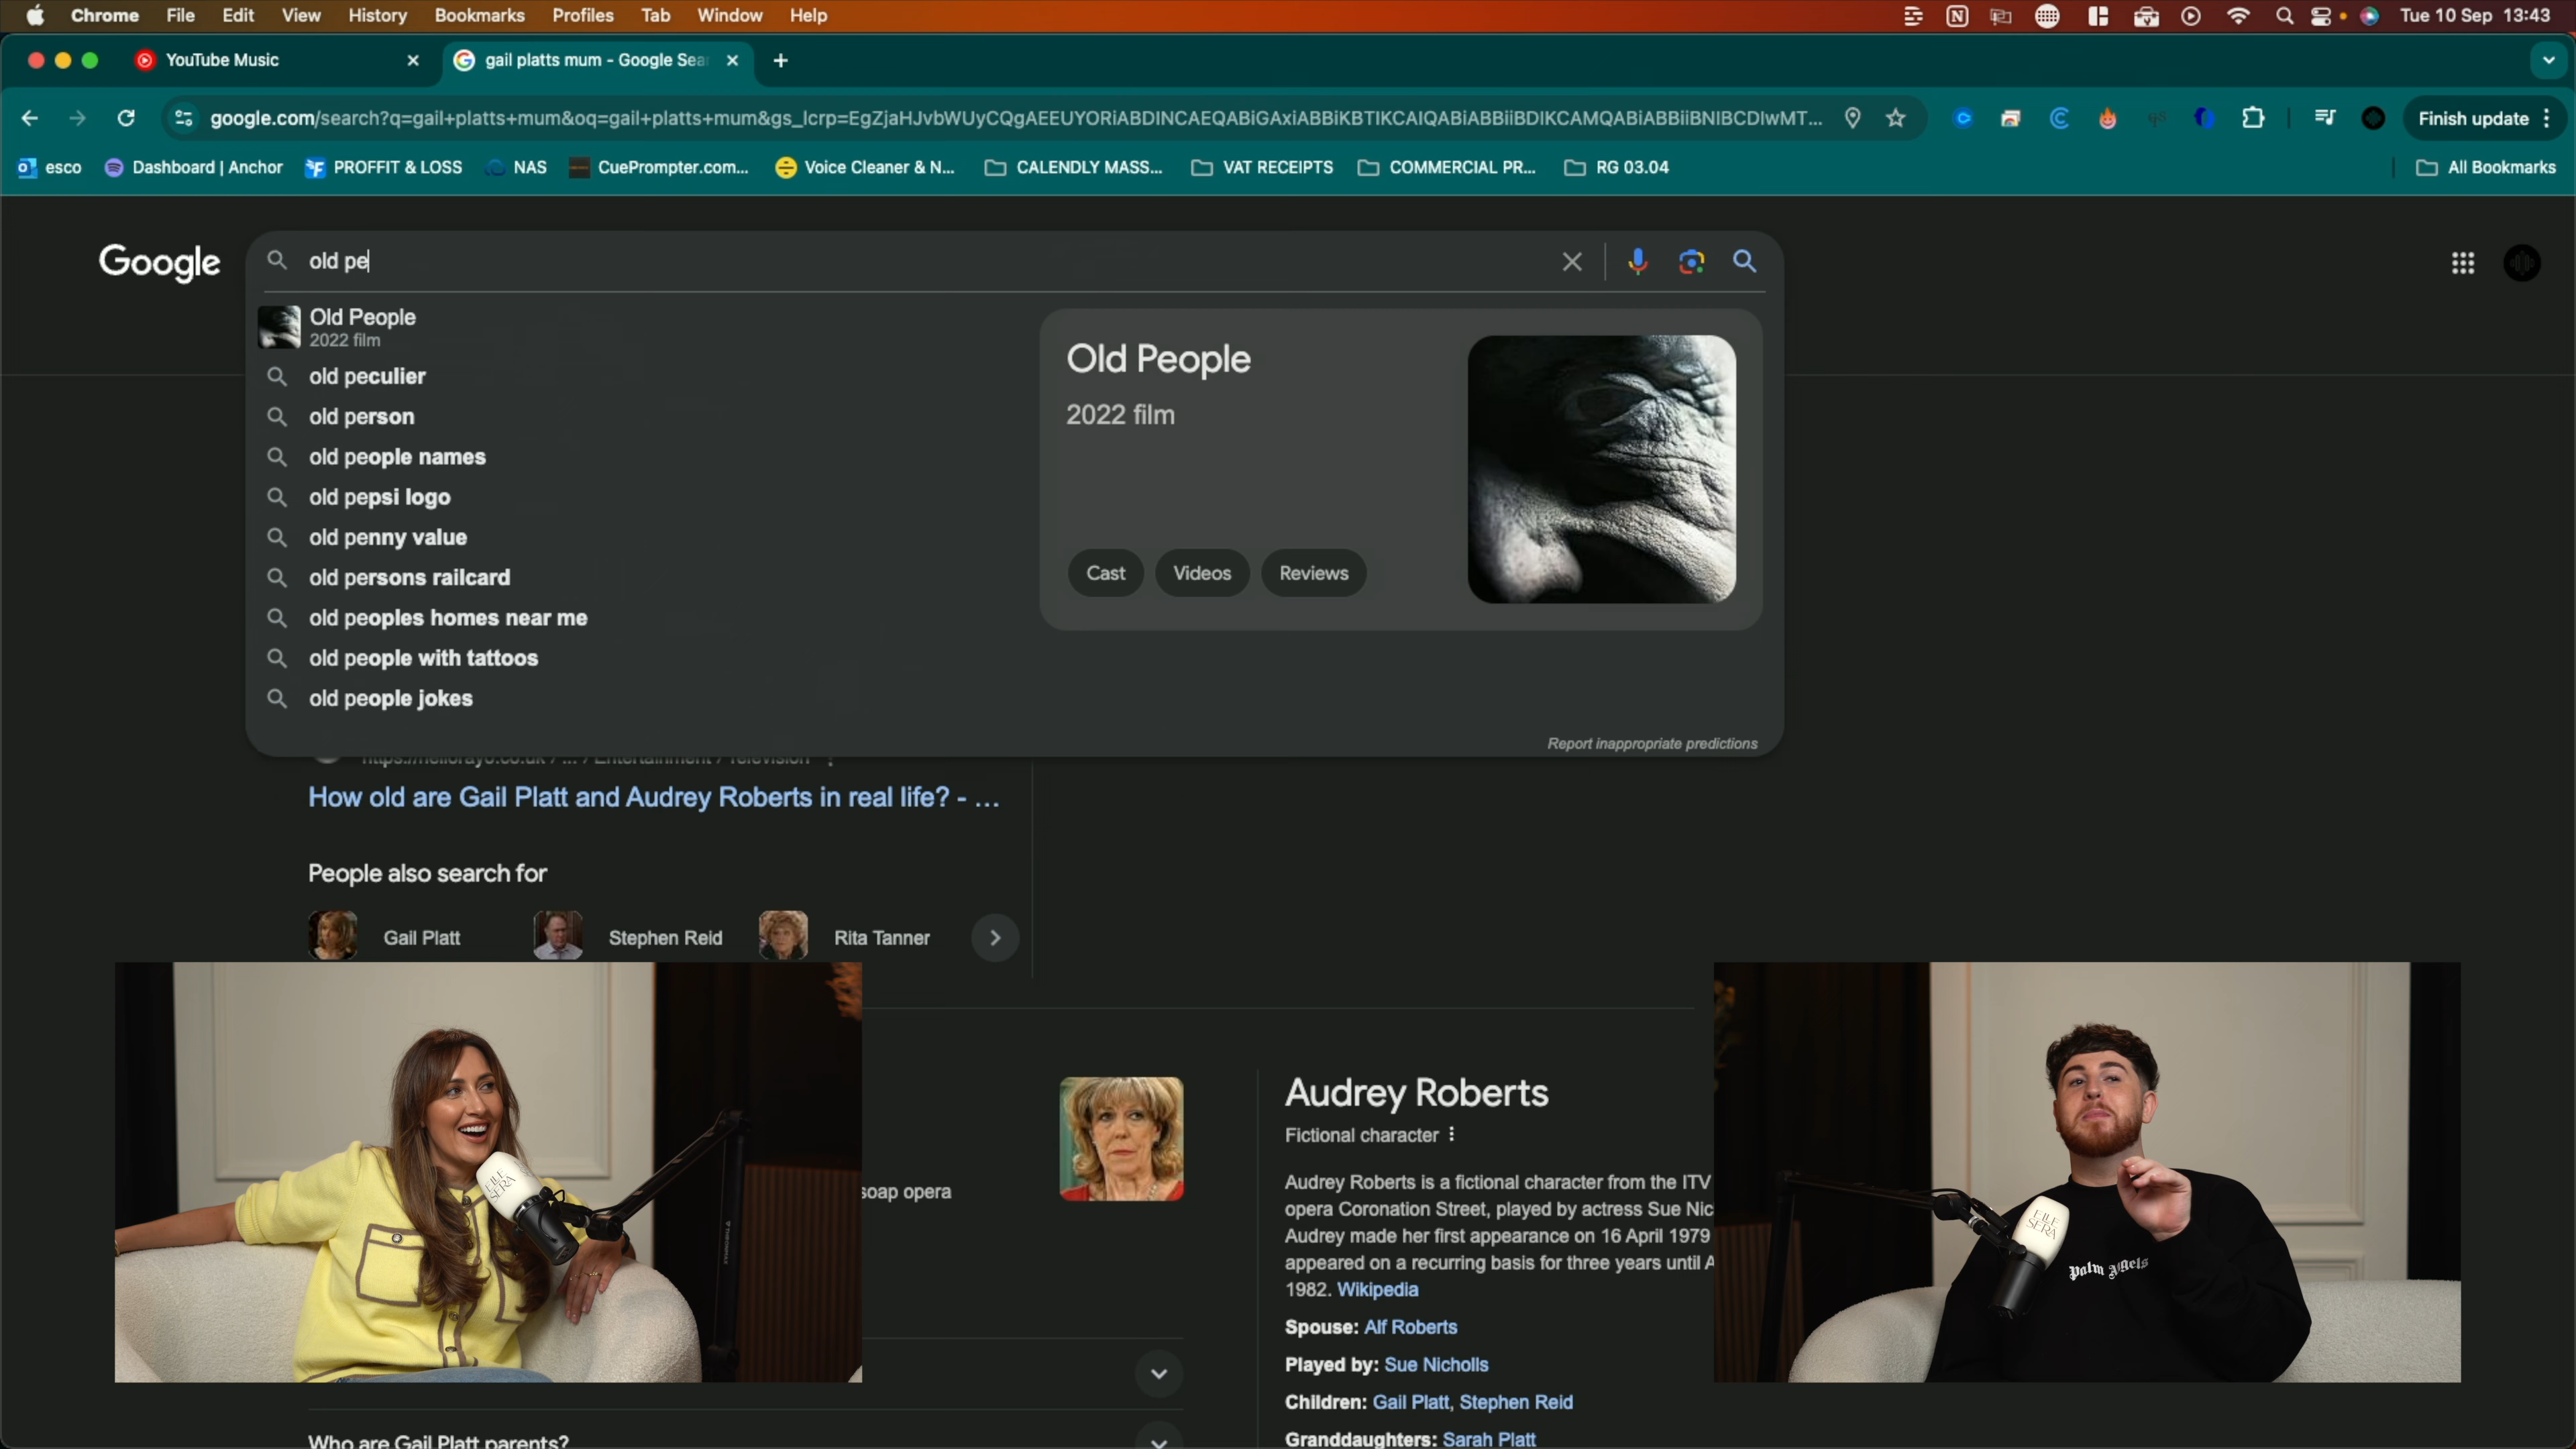 Chrome File Edit View History Bookmarks Profiles Tab Window Help
Tue 10 Sep 13:43
YouTube Music
gail platts mum - Google Sea
google.com/search?q=gail+platts+mum&oq=gail+platts+mum&gs_lcrp=EgZjaHJvbWUyCQgAEEUYORiABDINCAEQABiGAxiABBiKBTIKCAIQABiABBiiBDIKCAMQABiABBiiBNIBCDIwMT...
Finish update
esco
Dashboard | Anchor
PROFFIT & LOSS
NAS
CuePrompter.com...
Voice Cleaner & N...
CALENDLY MASS...
VAT RECEIPTS
COMMERCIAL PR...
RG 03.04
All Bookmarks
Google
old pe
Old People
2022 film
old peculier
old person
old people names
old pepsi logo
old penny value
old persons railcard
old peoples homes near me
old people with tattoos
old people jokes
Old People
2022 film
Cast
Videos
Reviews
Report inappropriate predictions
How old are Gail Platt and Audrey Roberts in real life? - ...
People also search for
Gail Platt
Stephen Reid
Rita Tanner
soap opera
Audrey Roberts
Fictional character
Audrey Roberts is a fictional character from the ITV
opera Coronation Street, played by actress Sue Nic
Audrey made her first appearance on 16 April 1979
appeared on a recurring basis for three years until A
1982. Wikipedia
Spouse: Alf Roberts
Played by: Sue Nicholls
Children: Gail Platt, Stephen Reid
Granddaughters: Sarah Platt
Who are Gail Platt parents?
FILE
SERA
FILE
SERA
Palm Angels